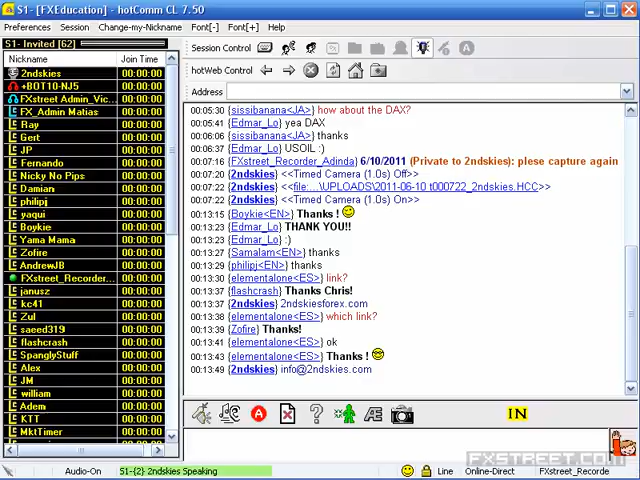 S1- [FXEducation] - hotComm CL 7.50
Preferences Session Change-my-Nickname Font[-] Font[+] Help
S1- Invited [62]
Nickname Join Time
2ndskies 00:00:00
+BOT10-NJ5 00:00:00
FXstreet Admin_Vic... 00:00:00
FX_Admin Matias 00:00:00
Ray 00:00:00
Gert 00:00:00
JP 00:00:00
Fernando 00:00:00
Nicky No Pips 00:00:00
Damian 00:00:00
philipj 00:00:00
yaqui 00:00:00
Boykie 00:00:00
Yama Mama 00:00:00
Zofire 00:00:00
AndrewJB 00:00:00
FXstreet_Recorder... 00:00:00
janusz 00:00:00
kc41 00:00:00
Zul 00:00:00
saeed319 00:00:00
flashcrash 00:00:00
SpanglyStuff 00:00:00
Alex 00:00:00
JM 00:00:00
william 00:00:00
Adem 00:00:00
KTT 00:00:00
MktTimer 00:00:00
Session Control
hotWeb Control
Address
00:05:30 {sissibanana<JA>} how about the DAX?
00:05:41 {Edmar_Lo} yea DAX
00:06:06 {sissibanana<JA>} thanks
00:06:37 {Edmar_Lo} USOIL :)
00:07:16 {FXstreet_Recorder_Adinda} 6/10/2011 (Private to 2ndskies): plese capture again
00:07:20 {2ndskies} <<Timed Camera (1.0s) Off>>
00:07:22 {2ndskies} <<file:...\UPLOADS\2011-06-10 t000722_2ndskies.HCC>>
00:07:20 {2ndskies} <<Timed Camera (1.0s) On>>
00:13:15 {Boykie<EN>} Thanks !
00:13:23 {Edmar_Lo} THANK YOU!!
00:13:23 {Edmar_Lo} :)
00:13:27 {Samalam<EN>} thanks
00:13:29 {philipj<EN>} thanks
00:13:30 {elementalone<ES>} link?
00:13:37 {flashcrash} Thanks Chris!
00:13:37 {2ndskies} 2ndskiesforex.com
00:13:38 {elementalone<ES>} which link?
00:13:39 {Zofire} Thanks!
00:13:41 {elementalone<ES>} ok
00:13:43 {elementalone<ES>} Thanks !
00:13:49 {2ndskies} info@2ndskies.com
IN
FXSTREET.COM
Audio-On S1-{2} 2ndskies Speaking Line Online-Direct FXstreet_Recorde